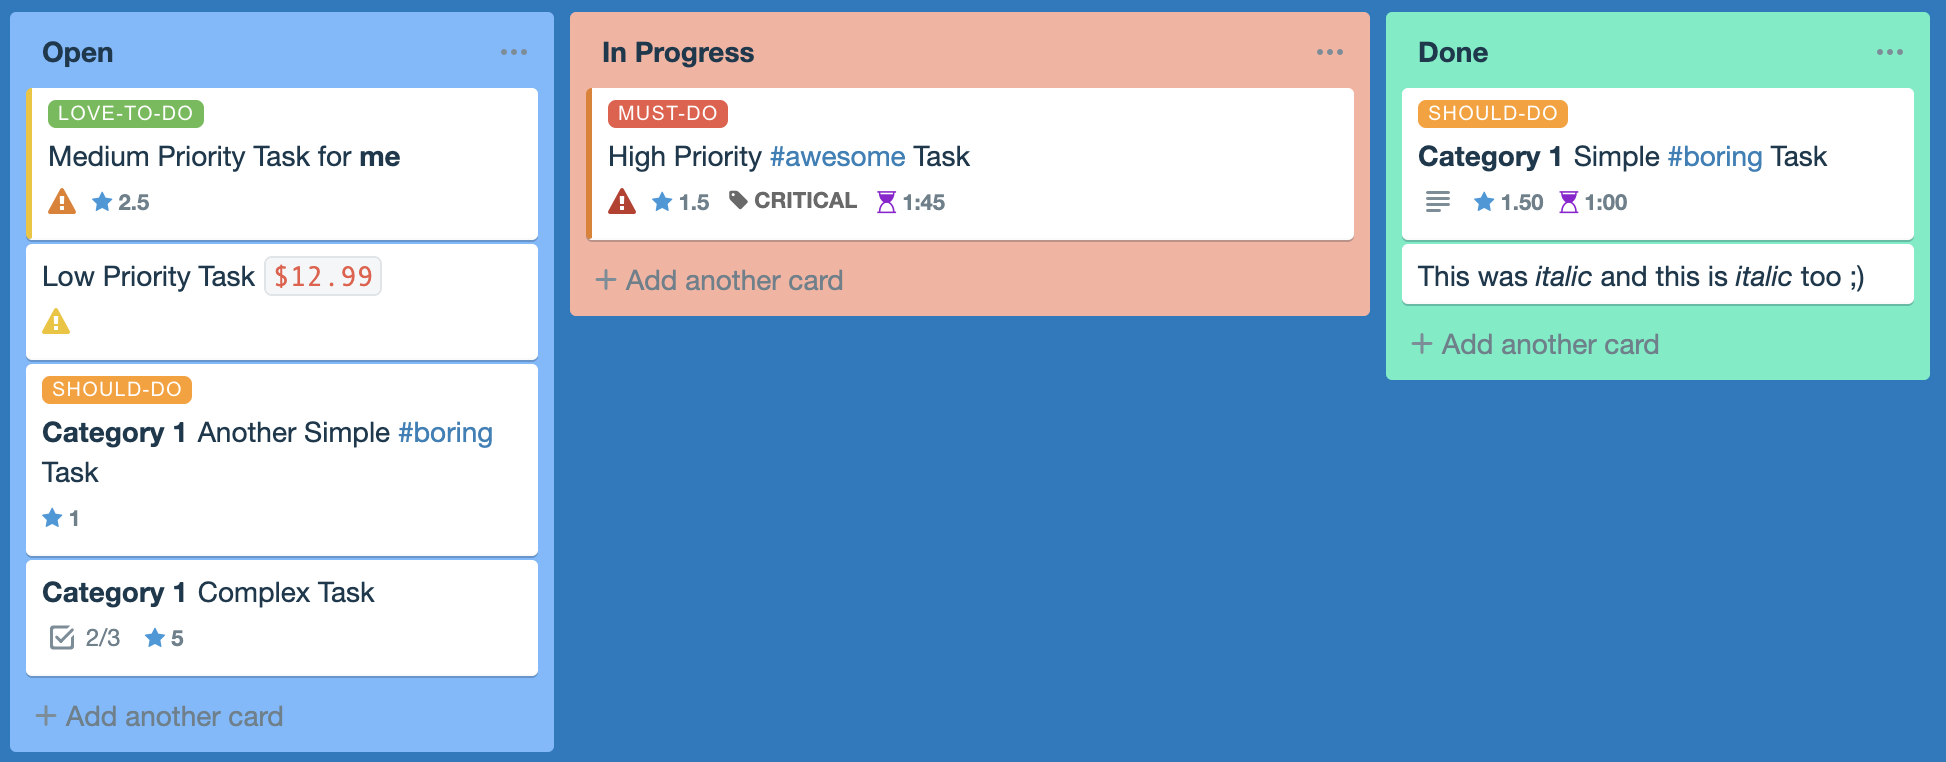 Open
LOVE-TO-DO
Medium Priority Task for me
2.5
Low Priority Task $12.99
SHOULD-DO
Category 1 Another Simple #boring
Task
1
Category 1 Complex Task
2/3 5
+ Add another card
In Progress
MUST-DO
High Priority #awesome Task
1.5 CRITICAL 1:45
+ Add another card
Done
SHOULD-DO
Category 1 Simple #boring Task
1.50 1:00
This was italic and this is italic too ;)
+ Add another card